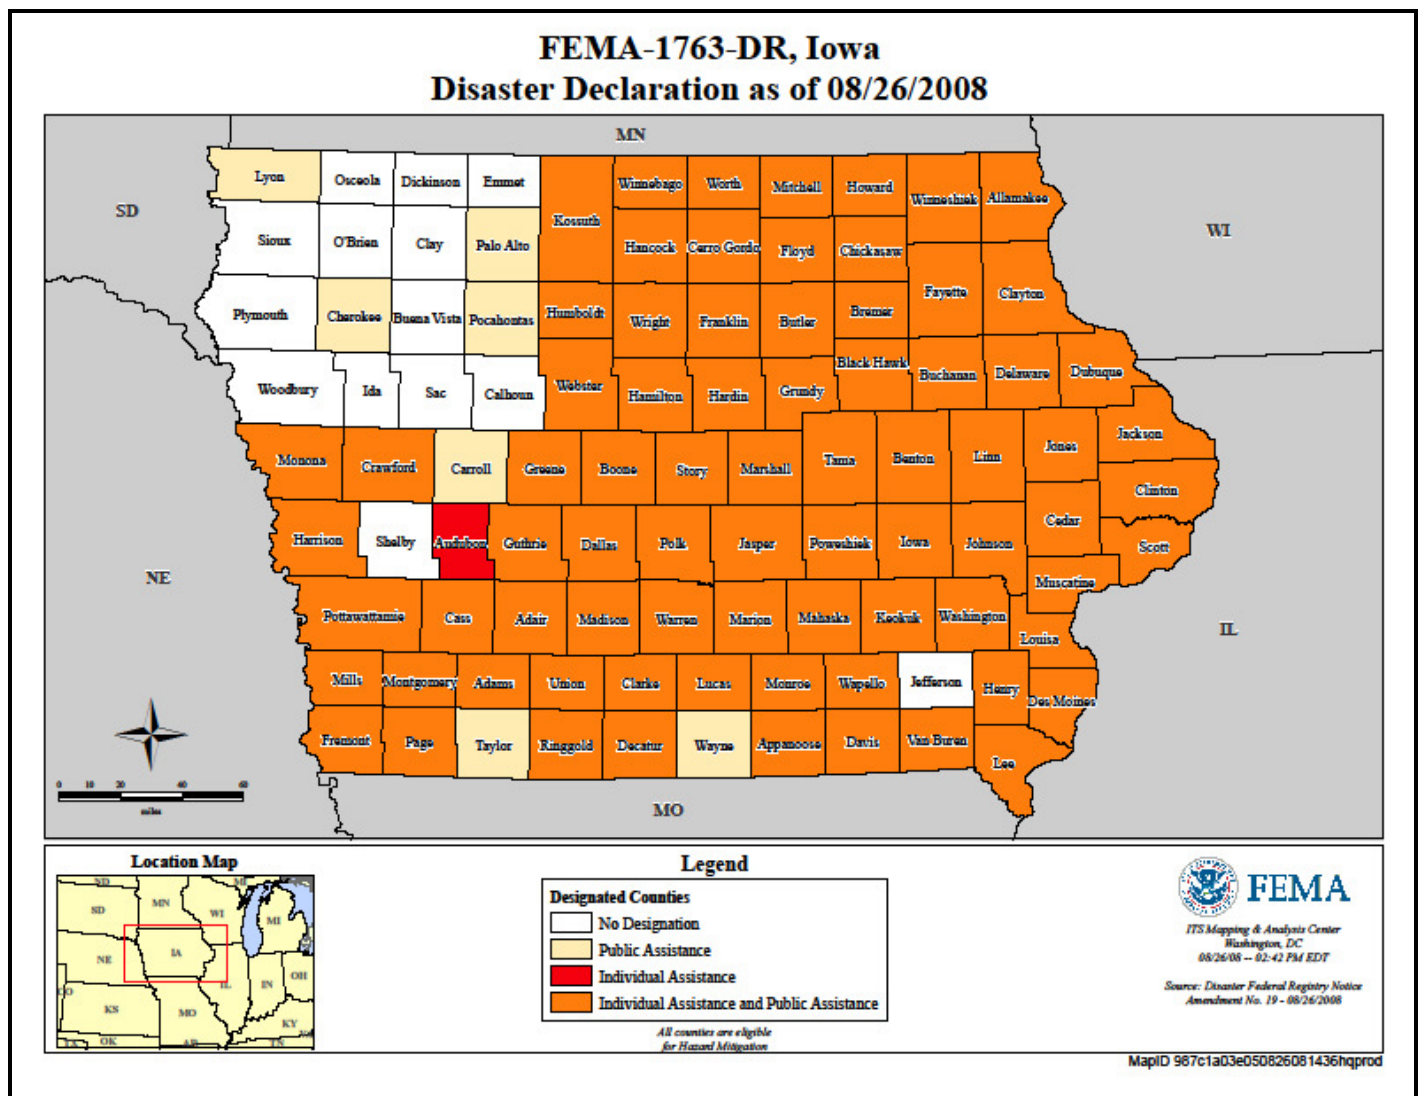 FEMA-1763-DR, Iowa
Disaster Declaration as of 08/26/2008
MN
SD
WI
NE
IL
MO
Lyon
Osceola
Dickinson
Emmet
Kossuth
Winnebago
Worth
Mitchell
Howard
Winneshiek
Allamakee
Sioux
O'Brien
Clay
Palo Alto
Hancock
Cerro Gordo
Floyd
Chickasaw
Plymouth
Cherokee
Buena Vista
Pocahontas
Humboldt
Wright
Franklin
Butler
Bremer
Fayette
Clayton
Woodbury
Ida
Sac
Calhoun
Webster
Hamilton
Hardin
Grundy
Black Hawk
Buchanan
Delaware
Dubuque
Monona
Crawford
Carroll
Greene
Boone
Story
Marshall
Tama
Benton
Linn
Jones
Jackson
Clinton
Harrison
Shelby
Audubon
Guthrie
Dallas
Polk
Jasper
Poweshiek
Iowa
Johnson
Cedar
Scott
Muscatine
Pottawattamie
Cass
Adair
Madison
Warren
Marion
Mahaska
Keokuk
Washington
Louisa
Mills
Montgomery
Adams
Union
Clarke
Lucas
Monroe
Wapello
Jefferson
Henry
Des Moines
Fremont
Page
Taylor
Ringgold
Decatur
Wayne
Appanoose
Davis
Van Buren
Lee
0 10 20 40 60
miles
Location Map
ND
MN
SD
WI
MI
MI
NE
IA
IL
IN
OH
CO
KS
MO
KY
OK
AR
TN
TX
Legend
Designated Counties
No Designation
Public Assistance
Individual Assistance
Individual Assistance and Public Assistance
All counties are eligible
for Hazard Mitigation
FEMA
ITS Mapping & Analysis Center
Washington, DC
08/26/08 -- 02:42 PM EDT
Source: Disaster Federal Registry Notice
Amendment No. 19 - 08/26/2008
MapID 987c1a03e050826081436hqprod